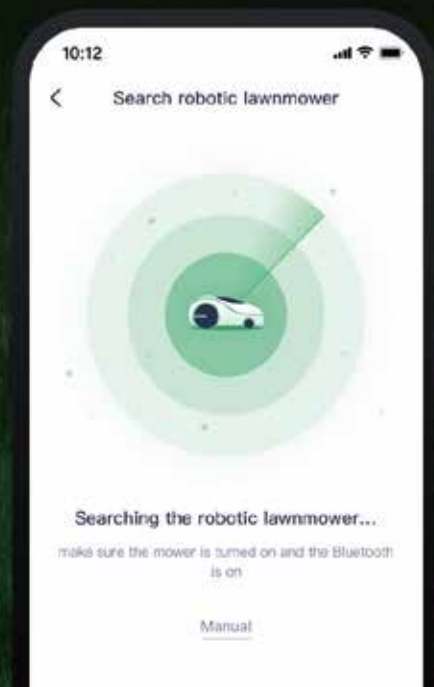 10:12
Search robotic lawnmower
Searching the robotic lawnmower...
make sure the mower is turned on and the Bluetooth
is on
Manual